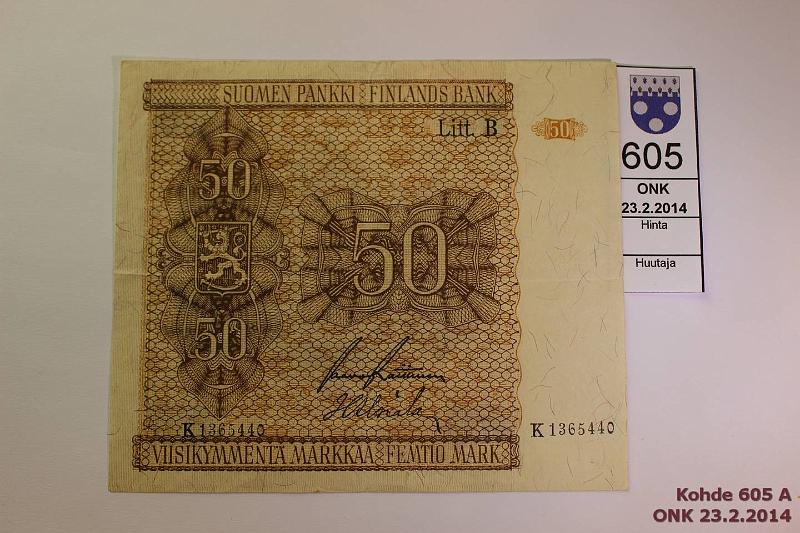 SUOMEN PANKKI FINLANDS BANK
Litt. B
50
50
50
50
K 1365440
K 1365440
VIISIKYMMENTÄ MARKKAA FEMTIO MARK
605
ONK
23.2.2014
Hinta
Huutaja
Kohde 605 A
ONK 23.2.2014